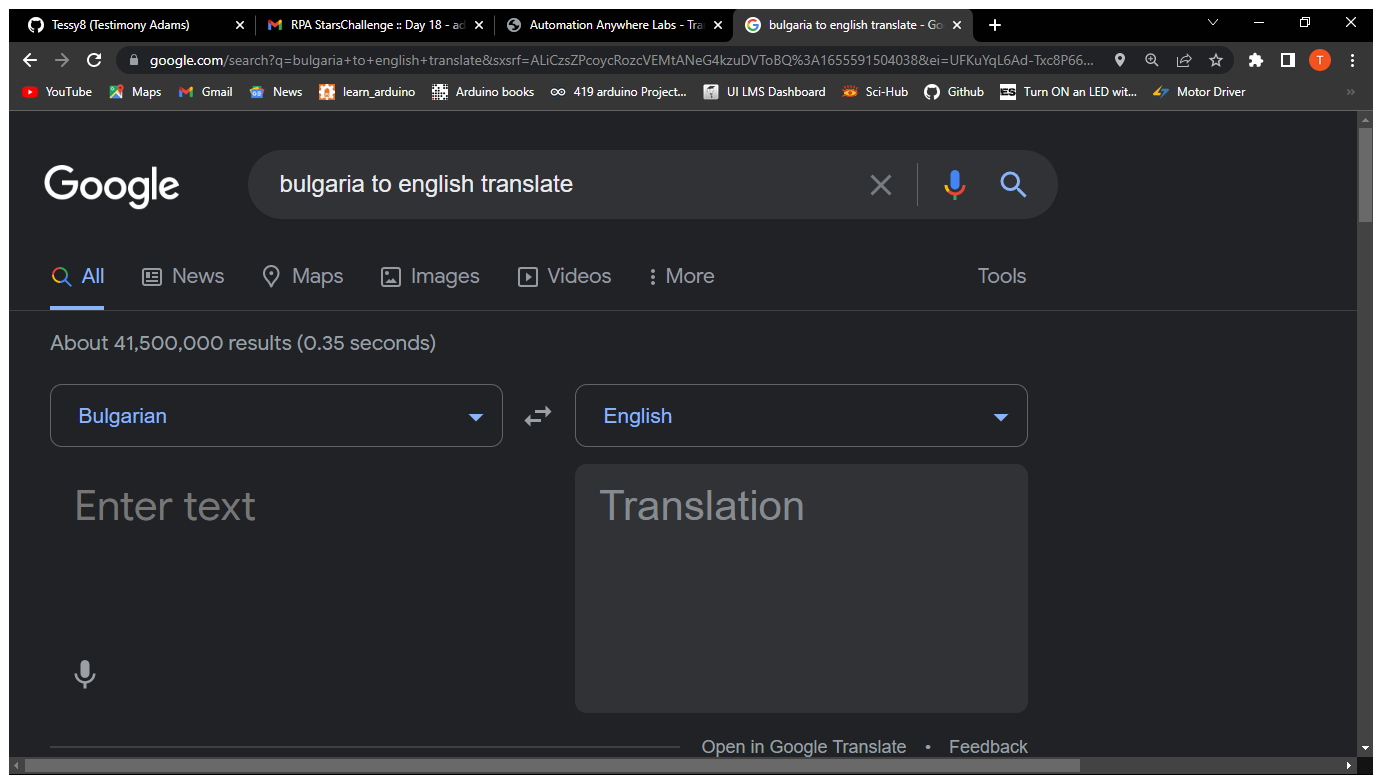 Tessy8 (Testimony Adams)
RPA StarsChallenge :: Day 18 - ad
Automation Anywhere Labs - Tra
bulgaria to english translate - Go
google.com/search?q=bulgaria+to+english+translate&sxsrf=ALiCzsZPcoycRozcVEMtANeG4kzuDVToBQ%3A1655591504038&ei=UFKuYqL6Ad-Txc8P66...
T
YouTube
Maps
Gmail
News
learn_arduino
Arduino books
419 arduino Project...
UI LMS Dashboard
Sci-Hub
Github
Turn ON an LED wit...
Motor Driver
»
Google
bulgaria to english translate
All
News
Maps
Images
Videos
More
Tools
About 41,500,000 results (0.35 seconds)
Bulgarian
English
Enter text
Translation
Open in Google Translate • Feedback